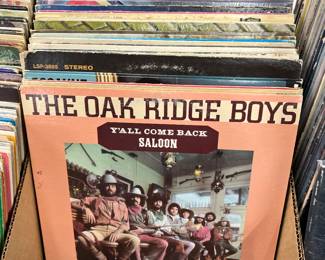 LSP-3885 STEREO
THE OAK RIDGE BOYS
Y'ALL COME BACK
SALOON